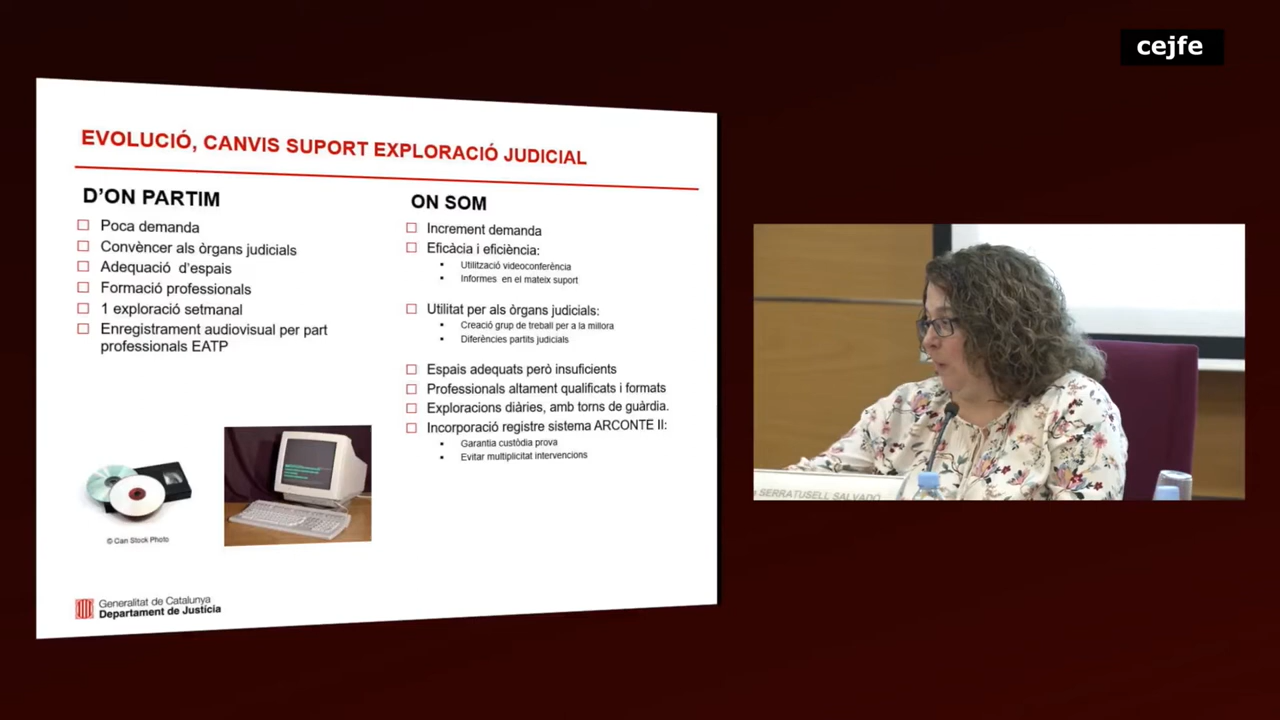 cejfe
EVOLUCIÓ, CANVIS SUPORT EXPLORACIÓ JUDICIAL
D'ON PARTIM
Poca demanda
Convèncer als òrgans judicials
Adequació d'espais
Formació professionals
1 exploració setmanal
Enregistrament audiovisual per part
professionals EATP
© Can Stock Photo
ON SOM
Increment demanda
Eficàcia i eficiència:
Utilització videoconferència
Informes en el mateix suport
Utilitat per als òrgans judicials:
Creació grup de treball per a la millora
Diferències partits judicials
Espais adequats però insuficients
Professionals altament qualificats i formats
Exploracions diàries, amb torns de guàrdia.
Incorporació registre sistema ARCONTE II:
Garantia custòdia prova
Evitar multiplicitat intervencions
Generalitat de Catalunya
Departament de Justícia
SERRATUSELL SALVADÓ